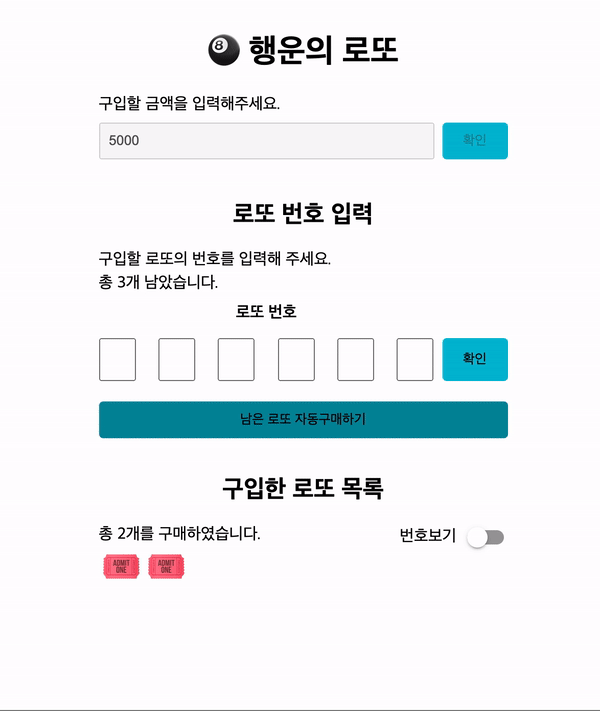 🎱 행운의 로또
구입할 금액을 입력해주세요.
5000 확인
로또 번호 입력
구입할 로또의 번호를 입력해 주세요.
총 3개 남았습니다.
로또 번호
확인
남은 로또 자동구매하기
구입한 로또 목록
총 2개를 구매하였습니다. 번호보기
ADMIT ONE ADMIT ONE